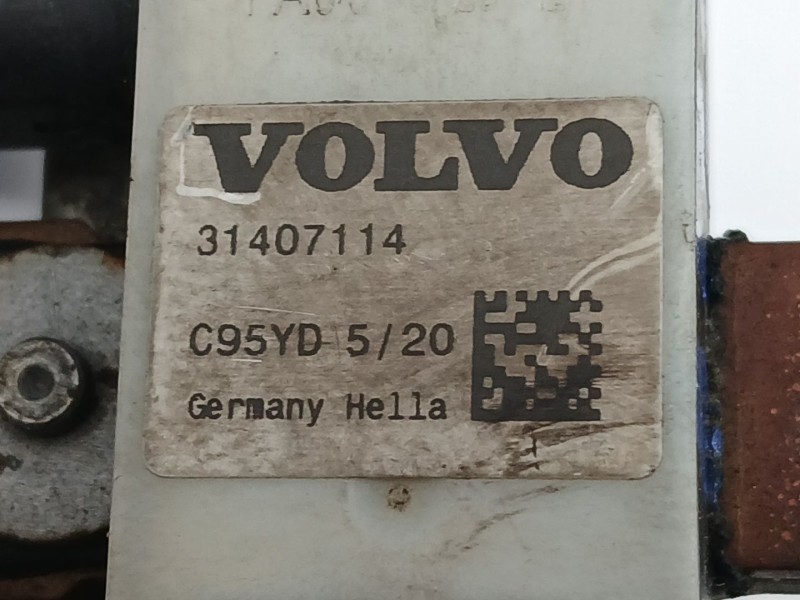 VOLVO
31407114
C95YD 5/20
Germany Hella